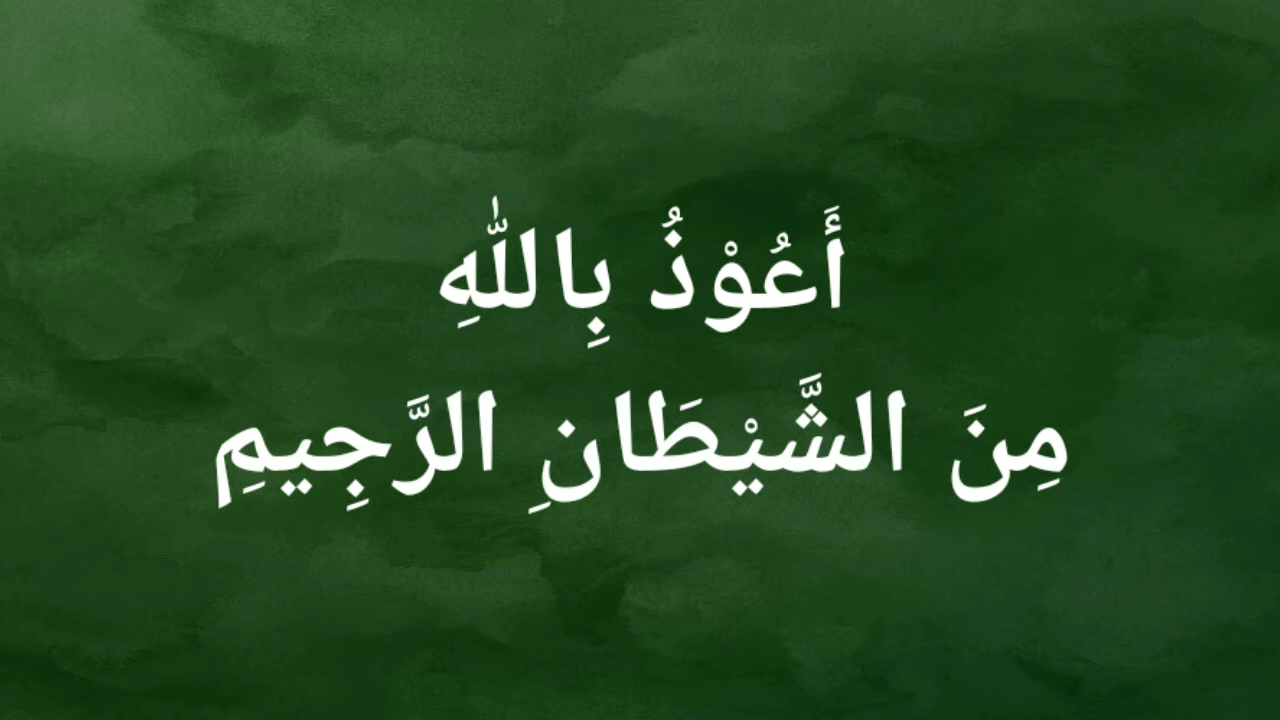 أَعُوْذُ بِاللّٰهِ
مِنَ الشَّيْطَانِ الرَّجِيمِ